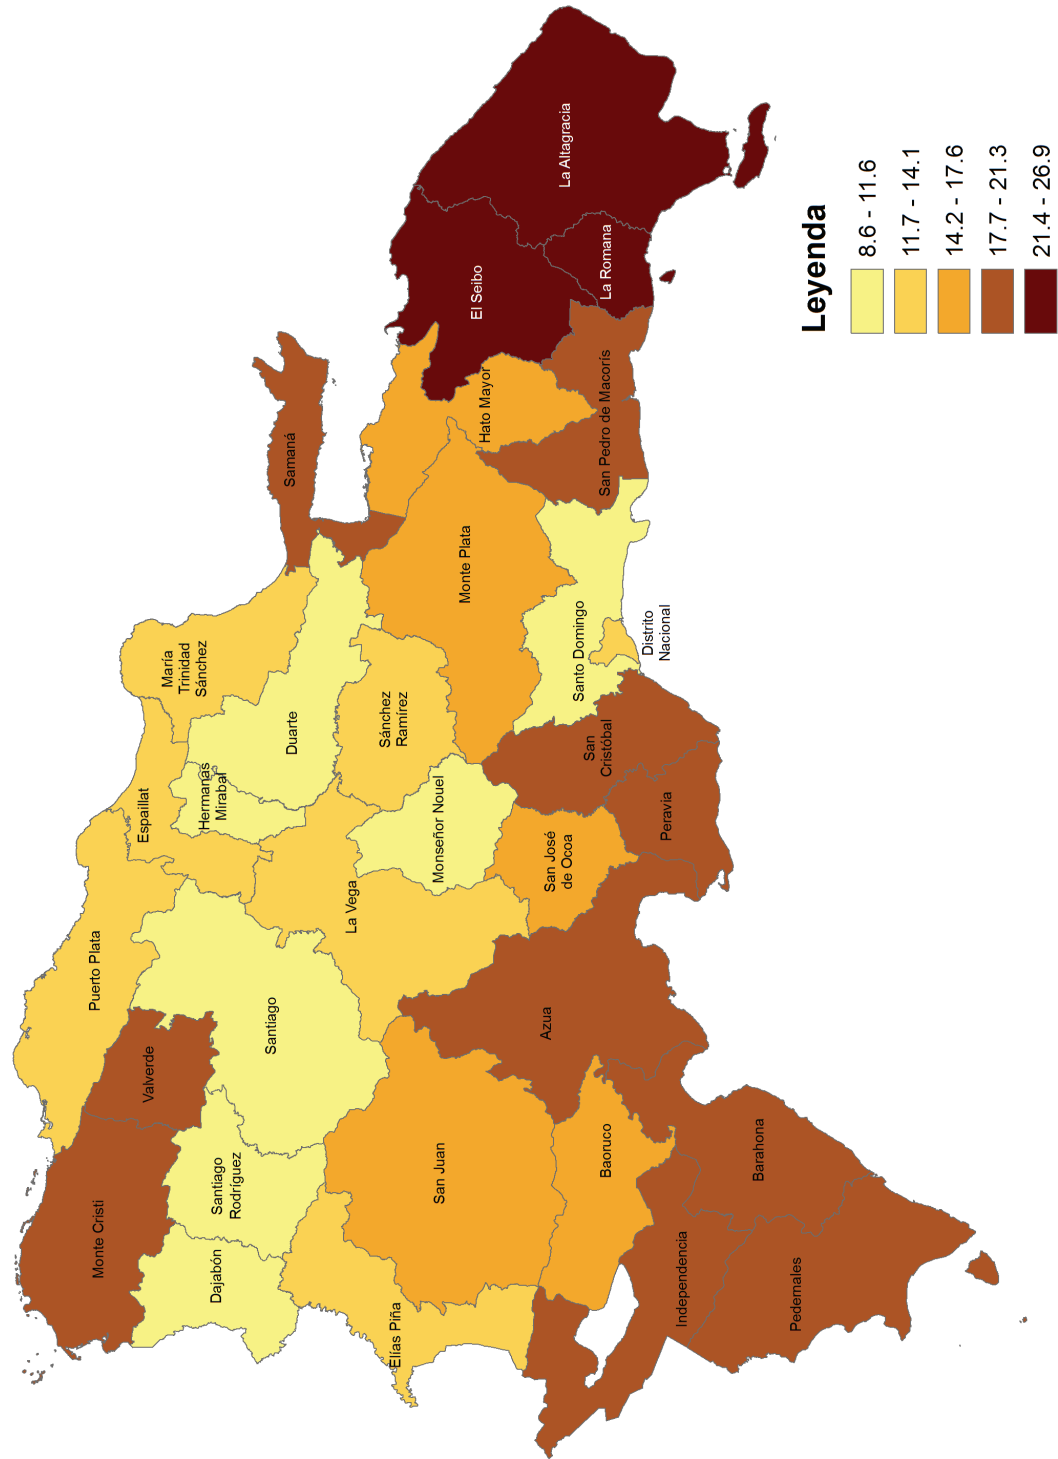 Monte Cristi
Valverde
Puerto Plata
Espaillat
María
Trinidad
Sánchez
Samaná
Dajabón
Santiago
Rodríguez
Santiago
Hermanas
Mirabal
Duarte
La Vega
Sánchez
Ramírez
Monseñor Nouel
Monte Plata
Hato Mayor
El Seibo
La Altagracia
La Romana
San Pedro de Macorís
Elías Piña
San Juan
Azua
San José
de Ocoa
San
Cristóbal
Peravia
Santo Domingo
Distrito
Nacional
Baoruco
Independencia
Barahona
Pedernales
Leyenda
8.6 - 11.6
11.7 - 14.1
14.2 - 17.6
17.7 - 21.3
21.4 - 26.9